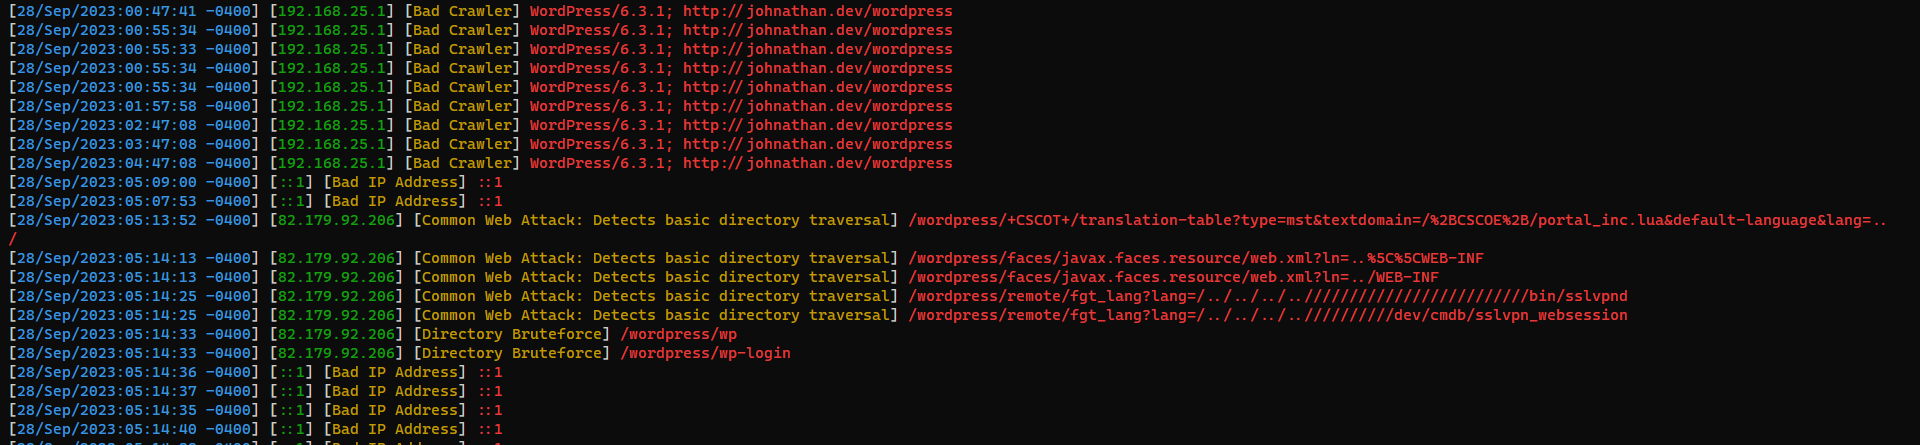 [28/Sep/2023:00:47:41 -0400] [192.168.25.1] [Bad Crawler] WordPress/6.3.1; http://johnathan.dev/wordpress
[28/Sep/2023:00:55:34 -0400] [192.168.25.1] [Bad Crawler] WordPress/6.3.1; http://johnathan.dev/wordpress
[28/Sep/2023:00:55:33 -0400] [192.168.25.1] [Bad Crawler] WordPress/6.3.1; http://johnathan.dev/wordpress
[28/Sep/2023:00:55:34 -0400] [192.168.25.1] [Bad Crawler] WordPress/6.3.1; http://johnathan.dev/wordpress
[28/Sep/2023:00:55:34 -0400] [192.168.25.1] [Bad Crawler] WordPress/6.3.1; http://johnathan.dev/wordpress
[28/Sep/2023:01:57:58 -0400] [192.168.25.1] [Bad Crawler] WordPress/6.3.1; http://johnathan.dev/wordpress
[28/Sep/2023:02:47:08 -0400] [192.168.25.1] [Bad Crawler] WordPress/6.3.1; http://johnathan.dev/wordpress
[28/Sep/2023:03:47:08 -0400] [192.168.25.1] [Bad Crawler] WordPress/6.3.1; http://johnathan.dev/wordpress
[28/Sep/2023:04:47:08 -0400] [192.168.25.1] [Bad Crawler] WordPress/6.3.1; http://johnathan.dev/wordpress
[28/Sep/2023:05:09:00 -0400] [::1] [Bad IP Address] ::1
[28/Sep/2023:05:07:53 -0400] [::1] [Bad IP Address] ::1
[28/Sep/2023:05:13:52 -0400] [82.179.92.206] [Common Web Attack: Detects basic directory traversal] /wordpress/+CSCOT+/translation-table?type=mst&textdomain=/%2BCSCOE%2B/portal_inc.lua&default-language&lang=..
/
[28/Sep/2023:05:14:13 -0400] [82.179.92.206] [Common Web Attack: Detects basic directory traversal] /wordpress/faces/javax.faces.resource/web.xml?ln=..%5C%5CWEB-INF
[28/Sep/2023:05:14:13 -0400] [82.179.92.206] [Common Web Attack: Detects basic directory traversal] /wordpress/faces/javax.faces.resource/web.xml?ln=../WEB-INF
[28/Sep/2023:05:14:25 -0400] [82.179.92.206] [Common Web Attack: Detects basic directory traversal] /wordpress/remote/fgt_lang?lang=/../../../..//////////////////////////bin/sslvpnd
[28/Sep/2023:05:14:25 -0400] [82.179.92.206] [Common Web Attack: Detects basic directory traversal] /wordpress/remote/fgt_lang?lang=/../../../..//////////dev/cmdb/sslvpn_websession
[28/Sep/2023:05:14:33 -0400] [82.179.92.206] [Directory Bruteforce] /wordpress/wp
[28/Sep/2023:05:14:33 -0400] [82.179.92.206] [Directory Bruteforce] /wordpress/wp-login
[28/Sep/2023:05:14:36 -0400] [::1] [Bad IP Address] ::1
[28/Sep/2023:05:14:37 -0400] [::1] [Bad IP Address] ::1
[28/Sep/2023:05:14:35 -0400] [::1] [Bad IP Address] ::1
[28/Sep/2023:05:14:40 -0400] [::1] [Bad IP Address] ::1